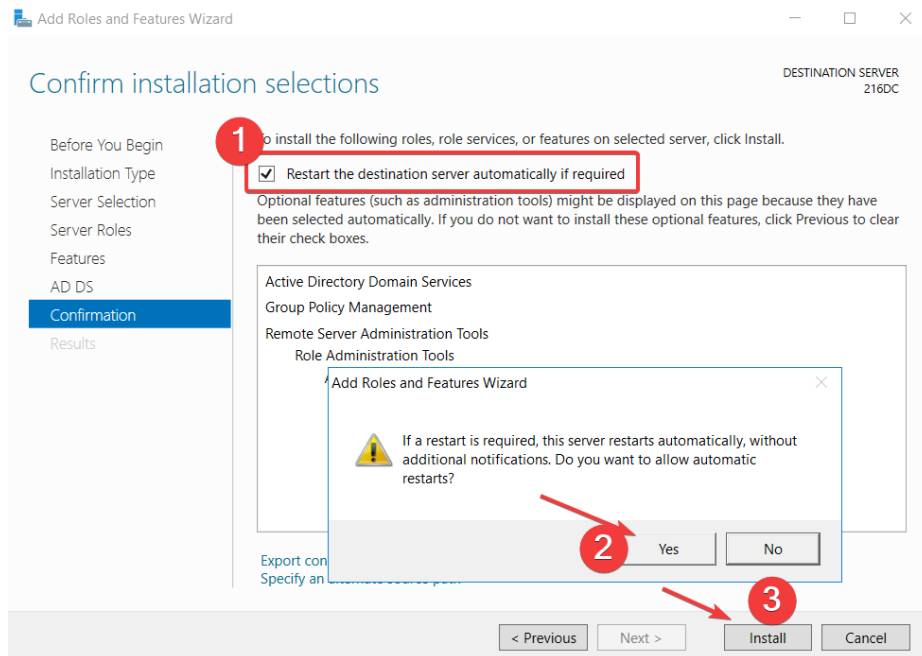 Add Roles and Features Wizard
Confirm installation selections
DESTINATION SERVER
216DC
Before You Begin
Installation Type
Server Selection
Server Roles
Features
AD DS
Confirmation
Results
1
o install the following roles, role services, or features on selected server, click Install.
Restart the destination server automatically if required
Optional features (such as administration tools) might be displayed on this page because they have
been selected automatically. If you do not want to install these optional features, click Previous to clear
their check boxes.
Active Directory Domain Services
Group Policy Management
Remote Server Administration Tools
Role Administration Tools
Add Roles and Features Wizard
If a restart is required, this server restarts automatically, without
additional notifications. Do you want to allow automatic
restarts?
2
Yes
No
Export con
Specify an
3
< Previous
Next >
Install
Cancel